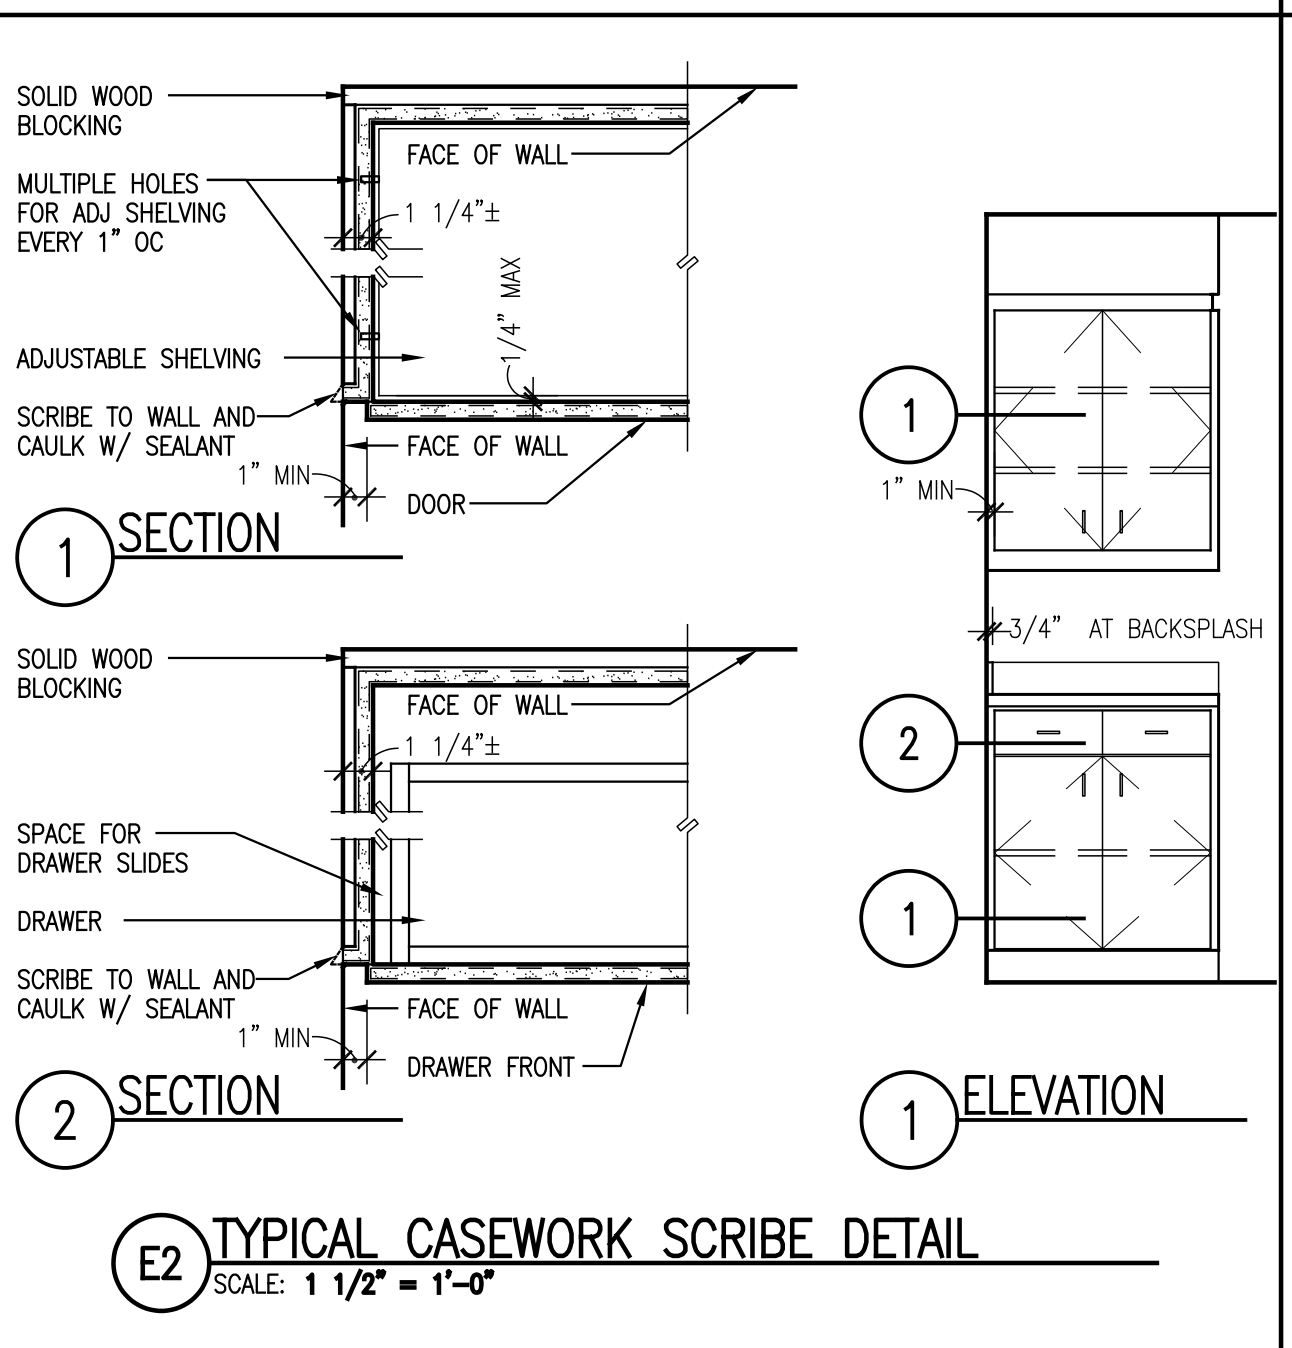 SOLID WOOD
BLOCKING
FACE OF WALL
MULTIPLE HOLES
FOR ADJ SHELVING
EVERY 1" OC
1 1/4"±
1/4" MAX
ADJUSTABLE SHELVING
SCRIBE TO WALL AND
CAULK W/ SEALANT
FACE OF WALL
1" MIN
DOOR
1 SECTION
SOLID WOOD
BLOCKING
FACE OF WALL
1 1/4"±
SPACE FOR
DRAWER SLIDES
DRAWER
SCRIBE TO WALL AND
CAULK W/ SEALANT
FACE OF WALL
1" MIN
DRAWER FRONT
2 SECTION
1
1" MIN
3/4" AT BACKSPLASH
2
1
1 ELEVATION
E2 TYPICAL CASEWORK SCRIBE DETAIL
SCALE: 1 1/2" = 1'-0"